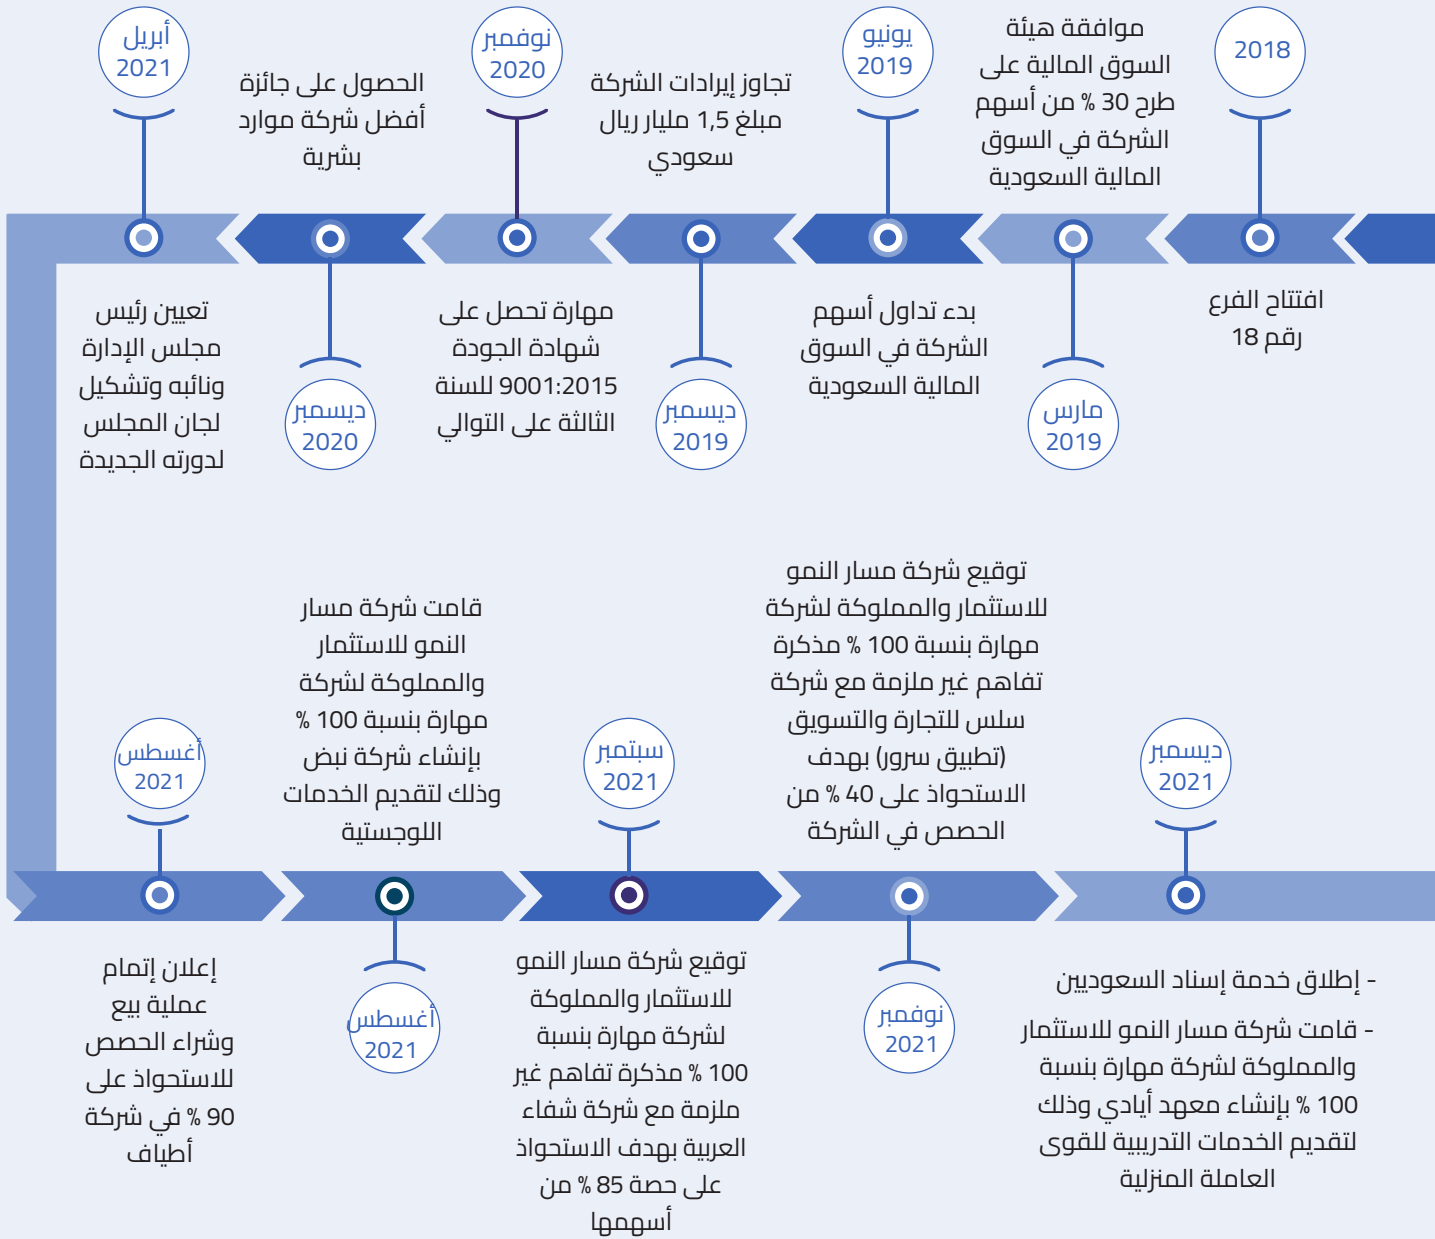 2018
افتتاح الفرع
رقم 18
موافقة هيئة
السوق المالية على
طرح 30 % من أسهم
الشركة في السوق
المالية السعودية
مارس
2019
يونيو
2019
بدء تداول أسهم
الشركة في السوق
المالية السعودية
تجاوز إيرادات الشركة
مبلغ 1,5 مليار ريال
سعودي
ديسمبر
2019
نوفمبر
2020
مهارة تحصل على
شهادة الجودة
9001:2015 للسنة
الثالثة على التوالي
الحصول على جائزة
أفضل شركة موارد
بشرية
ديسمبر
2020
أبريل
2021
تعيين رئيس
مجلس الإدارة
ونائبه وتشكيل
لجان المجلس
لدورته الجديدة
أغسطس
2021
إعلان إتمام
عملية بيع
وشراء الحصص
للاستحواذ على
90 % في شركة
أطياف
قامت شركة مسار
النمو للاستثمار
والمملوكة لشركة
مهارة بنسبة 100 %
بإنشاء شركة نبض
وذلك لتقديم الخدمات
اللوجستية
أغسطس
2021
سبتمبر
2021
توقيع شركة مسار النمو
للاستثمار والمملوكة
لشركة مهارة بنسبة
100 % مذكرة تفاهم غير
ملزمة مع شركة شفاء
العربية بهدف الاستحواذ
على حصة 85 % من
أسهمها
توقيع شركة مسار النمو
للاستثمار والمملوكة لشركة
مهارة بنسبة 100 % مذكرة
تفاهم غير ملزمة مع شركة
سلس للتجارة والتسويق
(تطبيق سرور) بهدف
الاستحواذ على 40 % من
الحصص في الشركة
نوفمبر
2021
ديسمبر
2021
- إطلاق خدمة إسناد السعوديين
- قامت شركة مسار النمو للاستثمار
والمملوكة لشركة مهارة بنسبة
100 % بإنشاء معهد أيادي وذلك
لتقديم الخدمات التدريبية للقوى
العاملة المنزلية